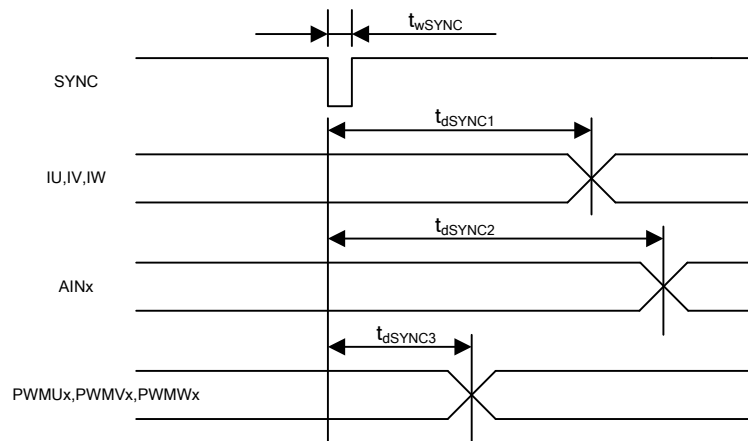 twSYNC
SYNC
tdSYNC1
IU,IV,IW
tdSYNC2
AINx
tdSYNC3
PWMUx,PWMVx,PWMWx